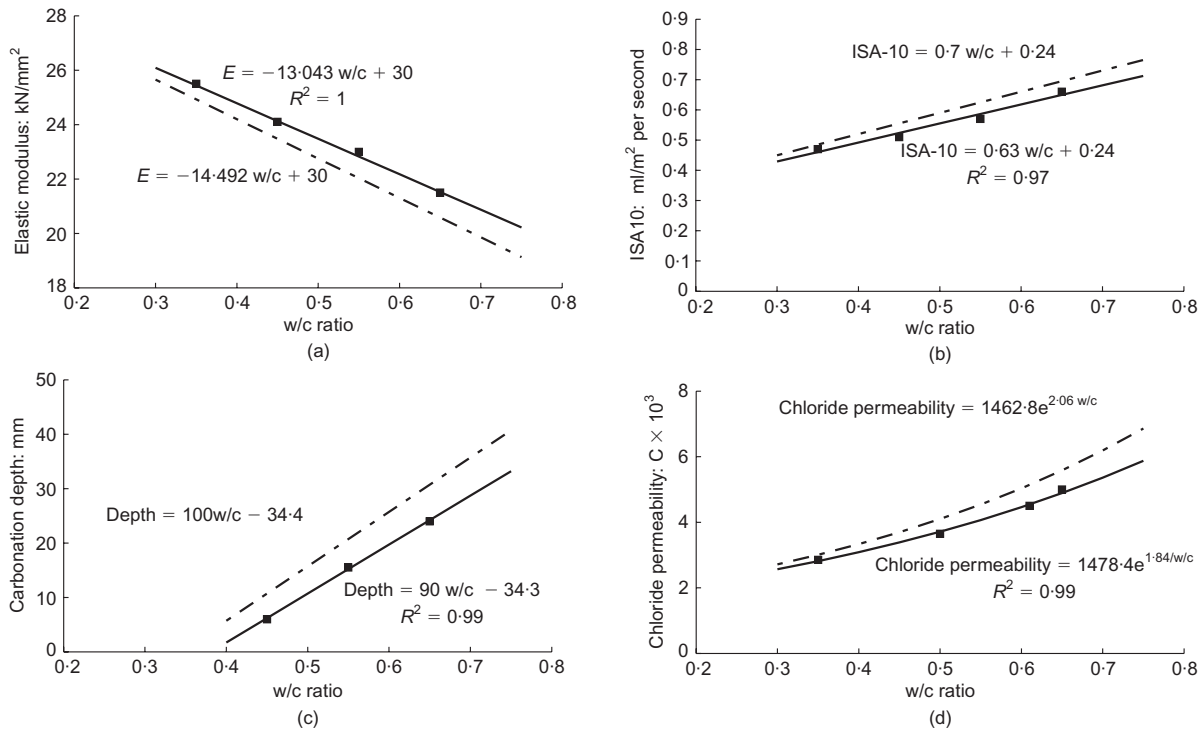 28
26
24
22
20
18
0·2 0·3 0·4 0·5 0·6 0·7 0·8
Elastic modulus: kN/mm²
E = −13·043 w/c + 30
R² = 1
E = −14·492 w/c + 30
w/c ratio
(a)
0·9
0·8
0·7
0·6
0·5
0·4
0·3
0·2
0·1
0
0·2 0·3 0·4 0·5 0·6 0·7 0·8
ISA10: ml/m² per second
ISA-10 = 0·7 w/c + 0·24
ISA-10 = 0·63 w/c + 0·24
R² = 0·97
w/c ratio
(b)
50
40
30
20
10
0
0·2 0·3 0·4 0·5 0·6 0·7 0·8
Carbonation depth: mm
Depth = 100w/c − 34·4
Depth = 90 w/c − 34·3
R² = 0·99
w/c ratio
(c)
8
6
4
2
0
0·2 0·3 0·4 0·5 0·6 0·7 0·8
Chloride permeability: C × 10³
Chloride permeability = 1462·8e^2·06 w/c
Chloride permeability = 1478·4e^1·84/w/c
R² = 0·99
w/c ratio
(d)